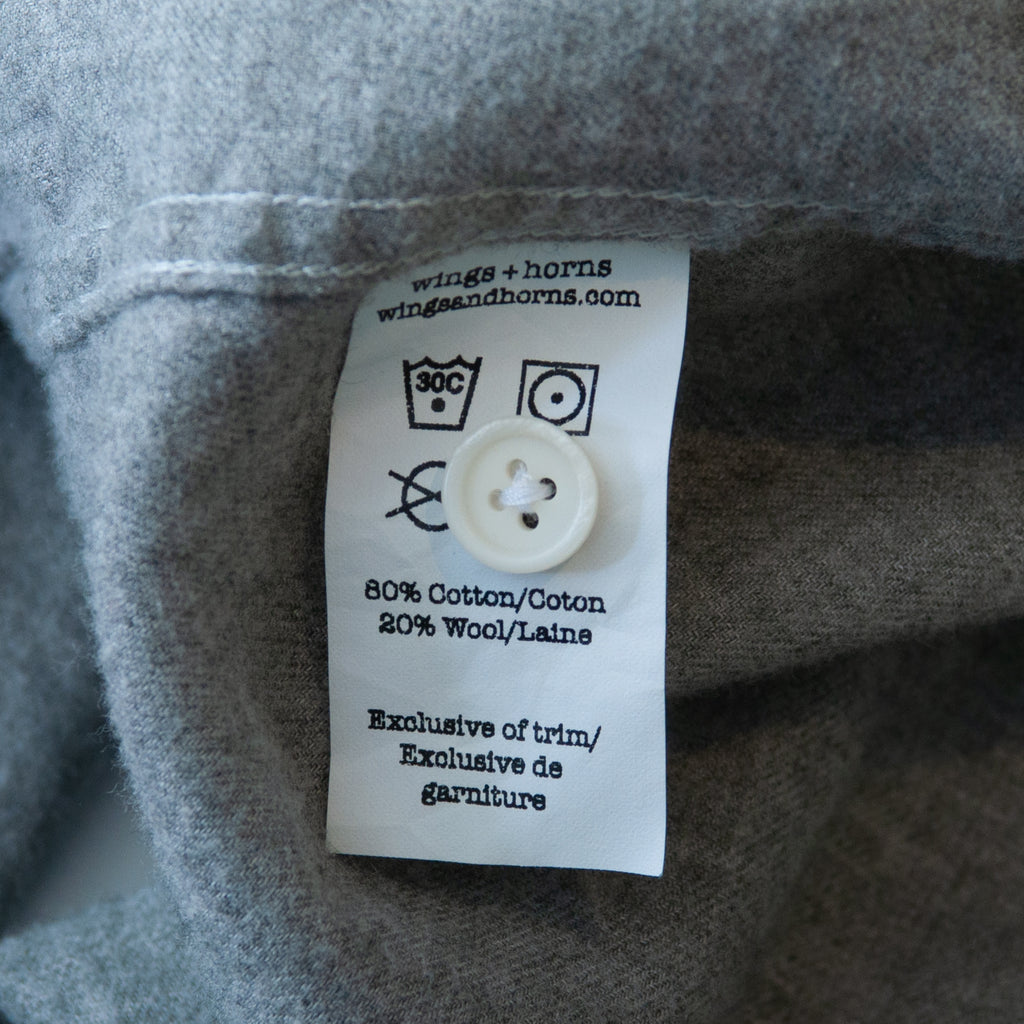 wings + horns
wingsandhorns.com
30C
80% Cotton/Coton
20% Wool/Laine
Exclusive of trim/
Exclusive de
garniture